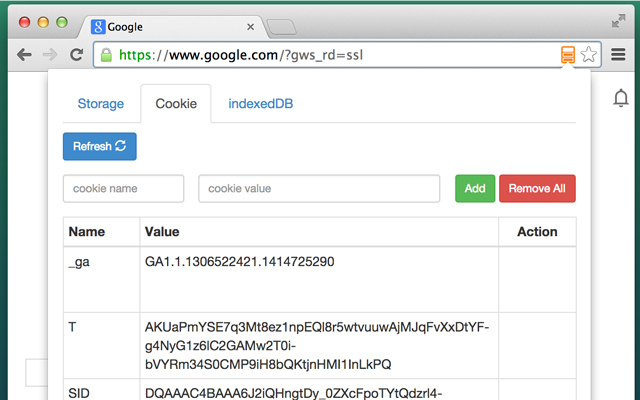 Google
https://www.google.com/?gws_rd=ssl
Storage Cookie indexedDB
Refresh
cookie name cookie value Add Remove All
Name Value Action
_ga GA1.1.1306522421.1414725290
T AKUaPmYSE7q3Mt8ez1npEQl8r5wtvuuwAjMJqFvXxDtYF-
g4NyG1z6lC2GAMw2T0i-
bVYRm34S0CMP9iH8bQKtjnHMI1InLkPQ
SID DQAAAC4BAAA6J2iQHngtDy_0ZXcFpoTYtQdzrl4-